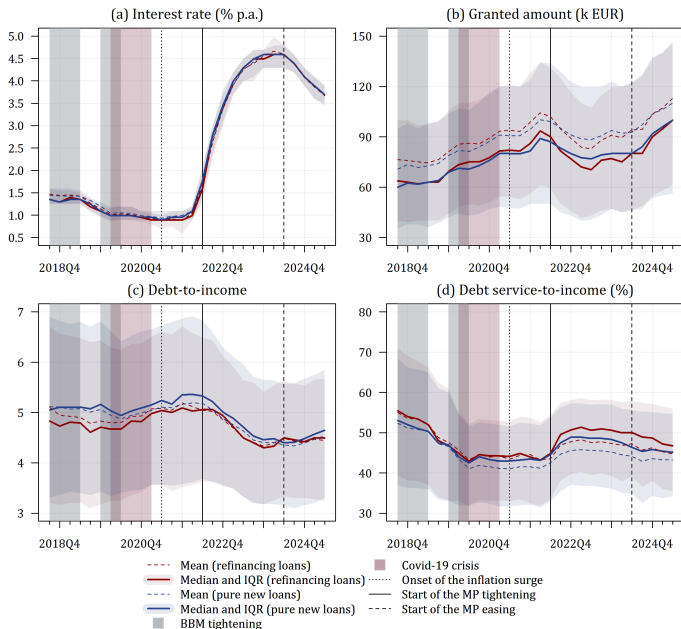 (a) Interest rate (% p.a.)
5.0
4.5
4.0
3.5
3.0
2.5
2.0
1.5
1.0
0.5
2018Q4 2020Q4 2022Q4 2024Q4
(b) Granted amount (k EUR)
150
120
90
60
30
2018Q4 2020Q4 2022Q4 2024Q4
(c) Debt-to-income
7
6
5
4
3
2018Q4 2020Q4 2022Q4 2024Q4
(d) Debt service-to-income (%)
80
70
60
50
40
30
2018Q4 2020Q4 2022Q4 2024Q4
Mean (refinancing loans)
Median and IQR (refinancing loans)
Mean (pure new loans)
Median and IQR (pure new loans)
BBM tightening
Covid-19 crisis
Onset of the inflation surge
Start of the MP tightening
Start of the MP easing